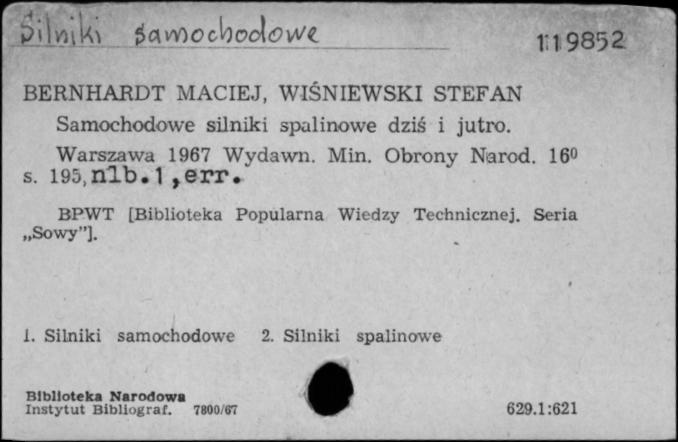 Silniki samochodowe
119852
BERNHARDT MACIEJ, WIŚNIEWSKI STEFAN
Samochodowe silniki spalinowe dziś i jutro.
Warszawa 1967 Wydawn. Min. Obrony Narod. 16⁰
s. 195, nlb. 1, err.
BPWT [Biblioteka Popularna Wiedzy Technicznej. Seria
„Sowy”].
1. Silniki samochodowe 2. Silniki spalinowe
Biblioteka Narodowa
Instytut Bibliograf. 7800/67
629.1:621